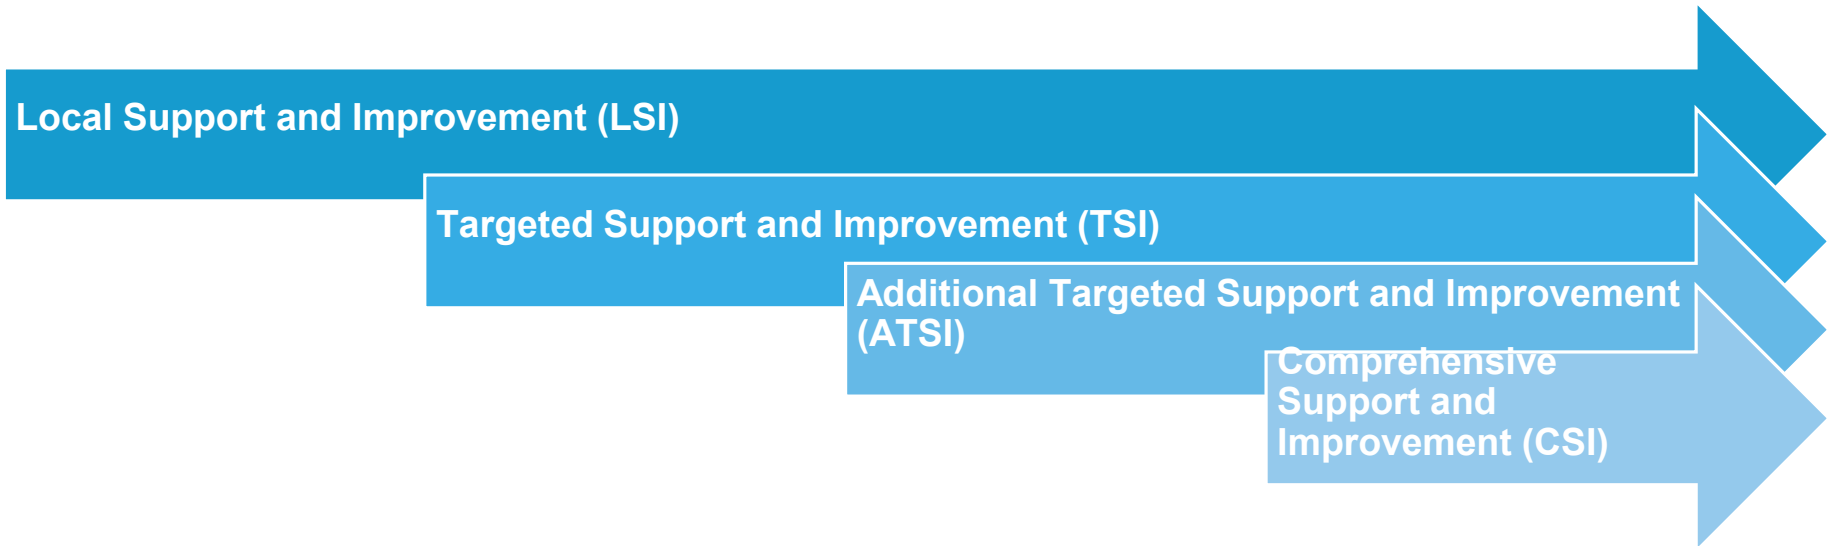 Local Support and Improvement (LSI)
Targeted Support and Improvement (TSI)
Additional Targeted Support and Improvement
(ATSI)
Comprehensive
Support and
Improvement (CSI)